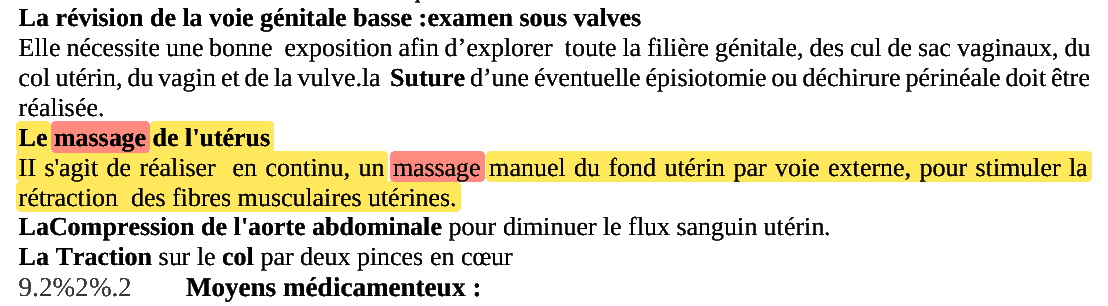 La révision de la voie génitale basse :examen sous valves
Elle nécessite une bonne exposition afin d'explorer toute la filière génitale, des cul de sac vaginaux, du
col utérin, du vagin et de la vulve.la Suture d'une éventuelle épisiotomie ou déchirure périnéale doit être
réalisée.
Le massage de l'utérus
II s'agit de réaliser en continu, un massage manuel du fond utérin par voie externe, pour stimuler la
rétraction des fibres musculaires utérines.
LaCompression de l'aorte abdominale pour diminuer le flux sanguin utérin.
La Traction sur le col par deux pinces en cœur
9.2%2%.2 Moyens médicamenteux :